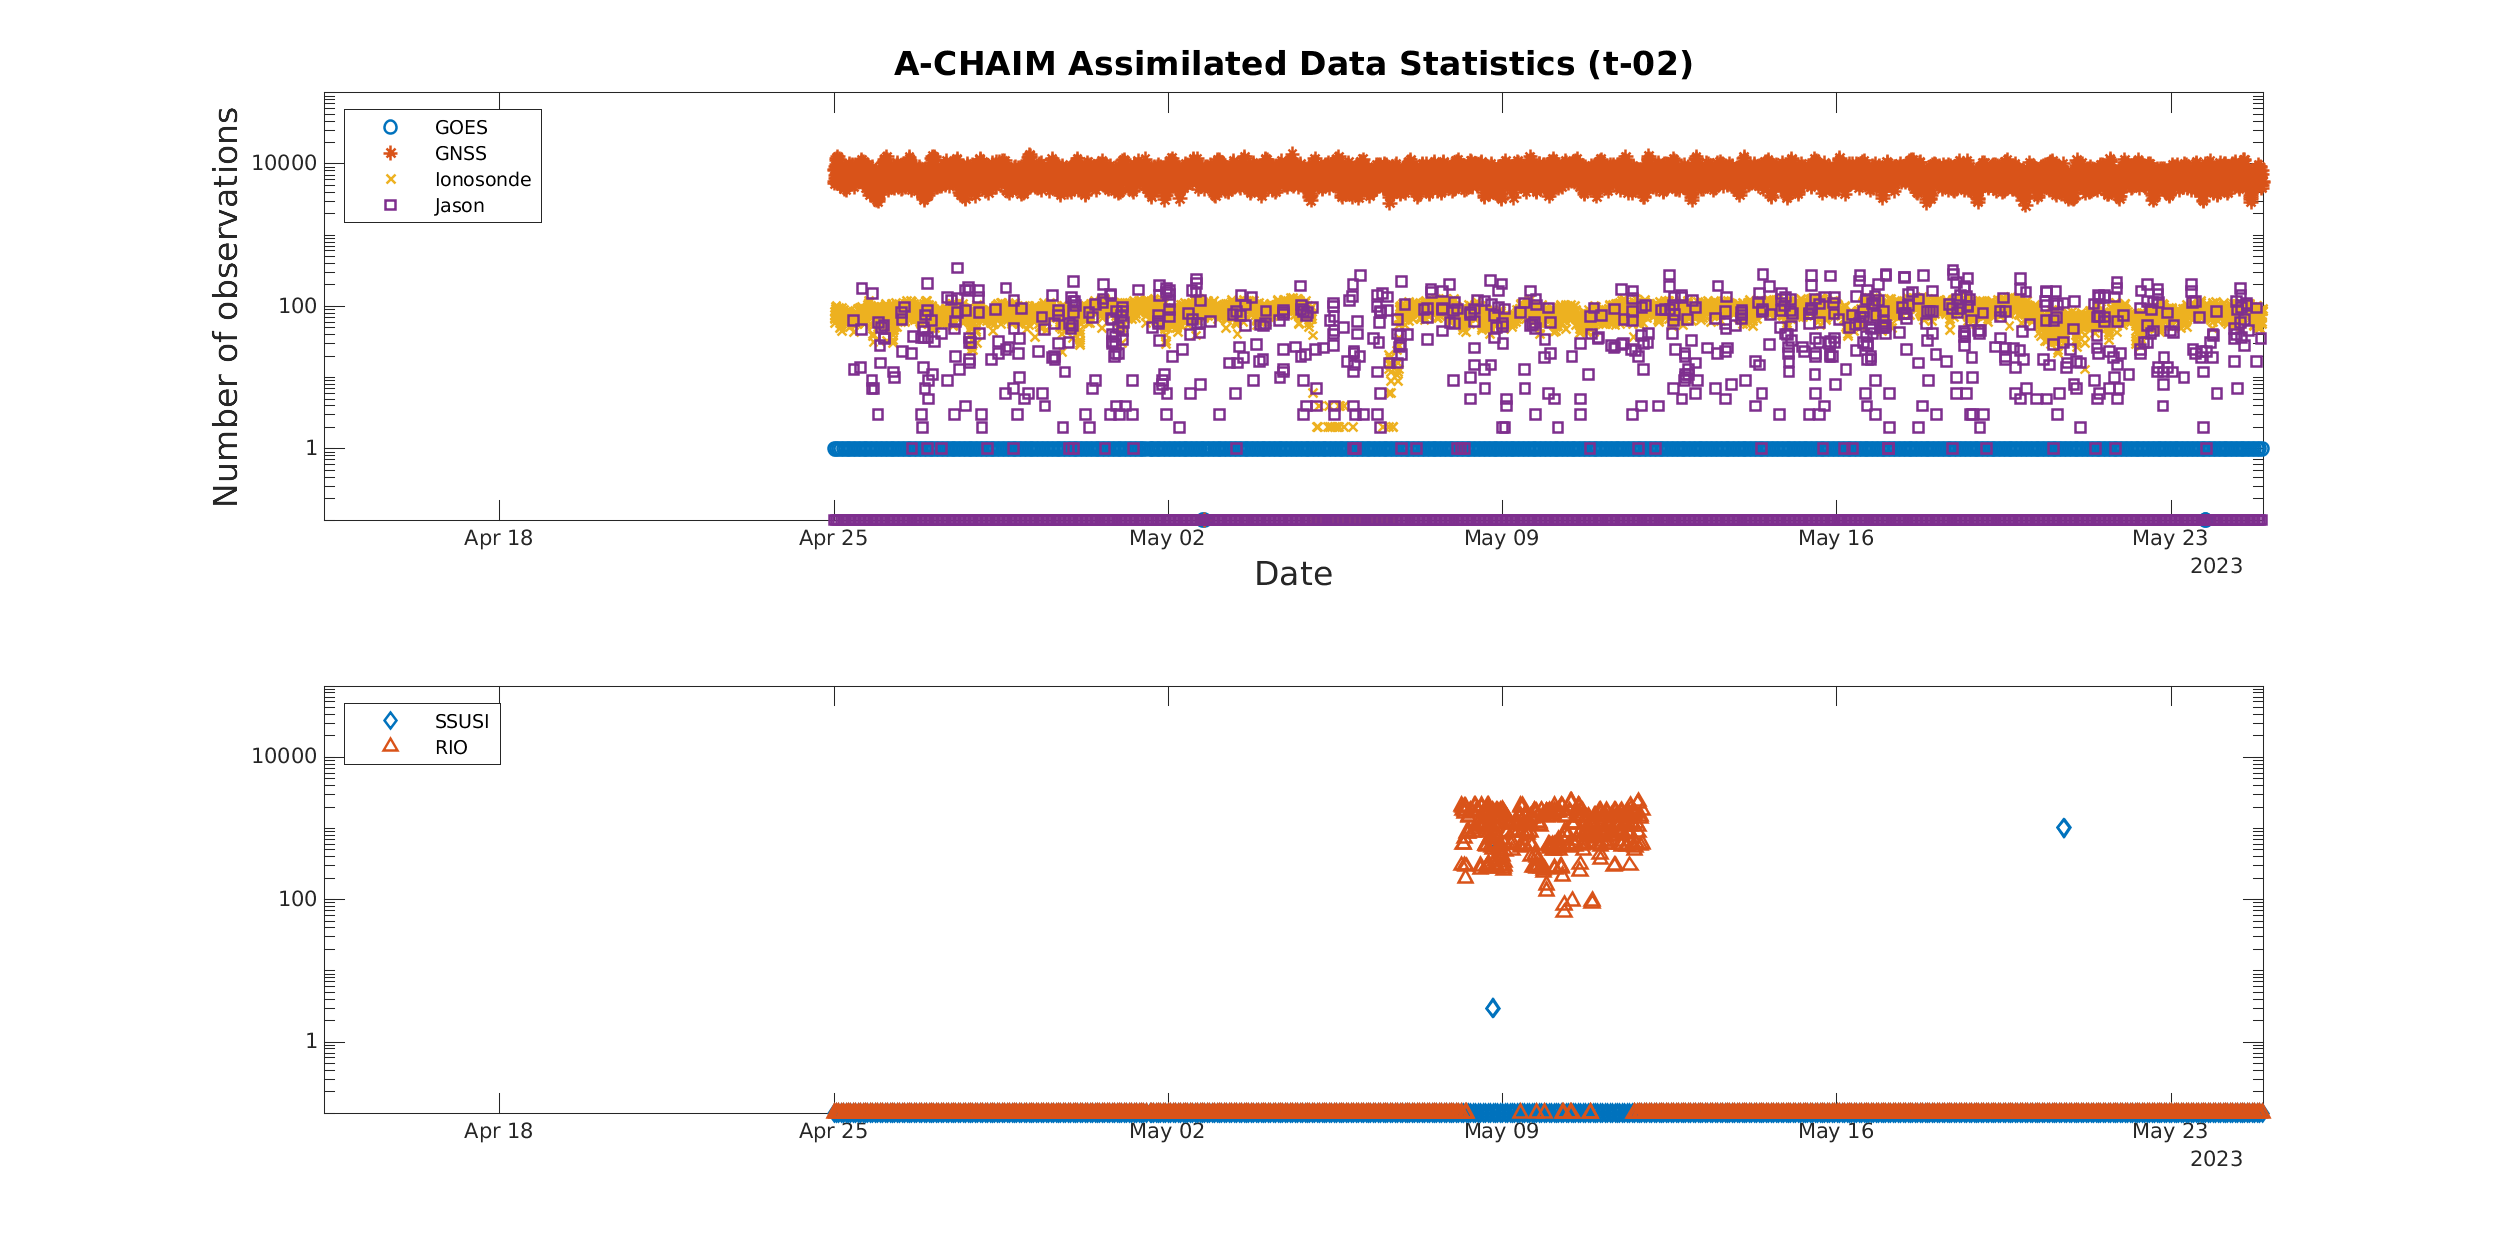 A-CHAIM Assimilated Data Statistics (t-02)
Number of observations
GOES
GNSS
Ionosonde
Jason
10000
100
1
Apr 18 Apr 25 May 02 May 09 May 16 May 23
2023
Date
SSUSI
RIO
10000
100
1
Apr 18 Apr 25 May 02 May 09 May 16 May 23
2023